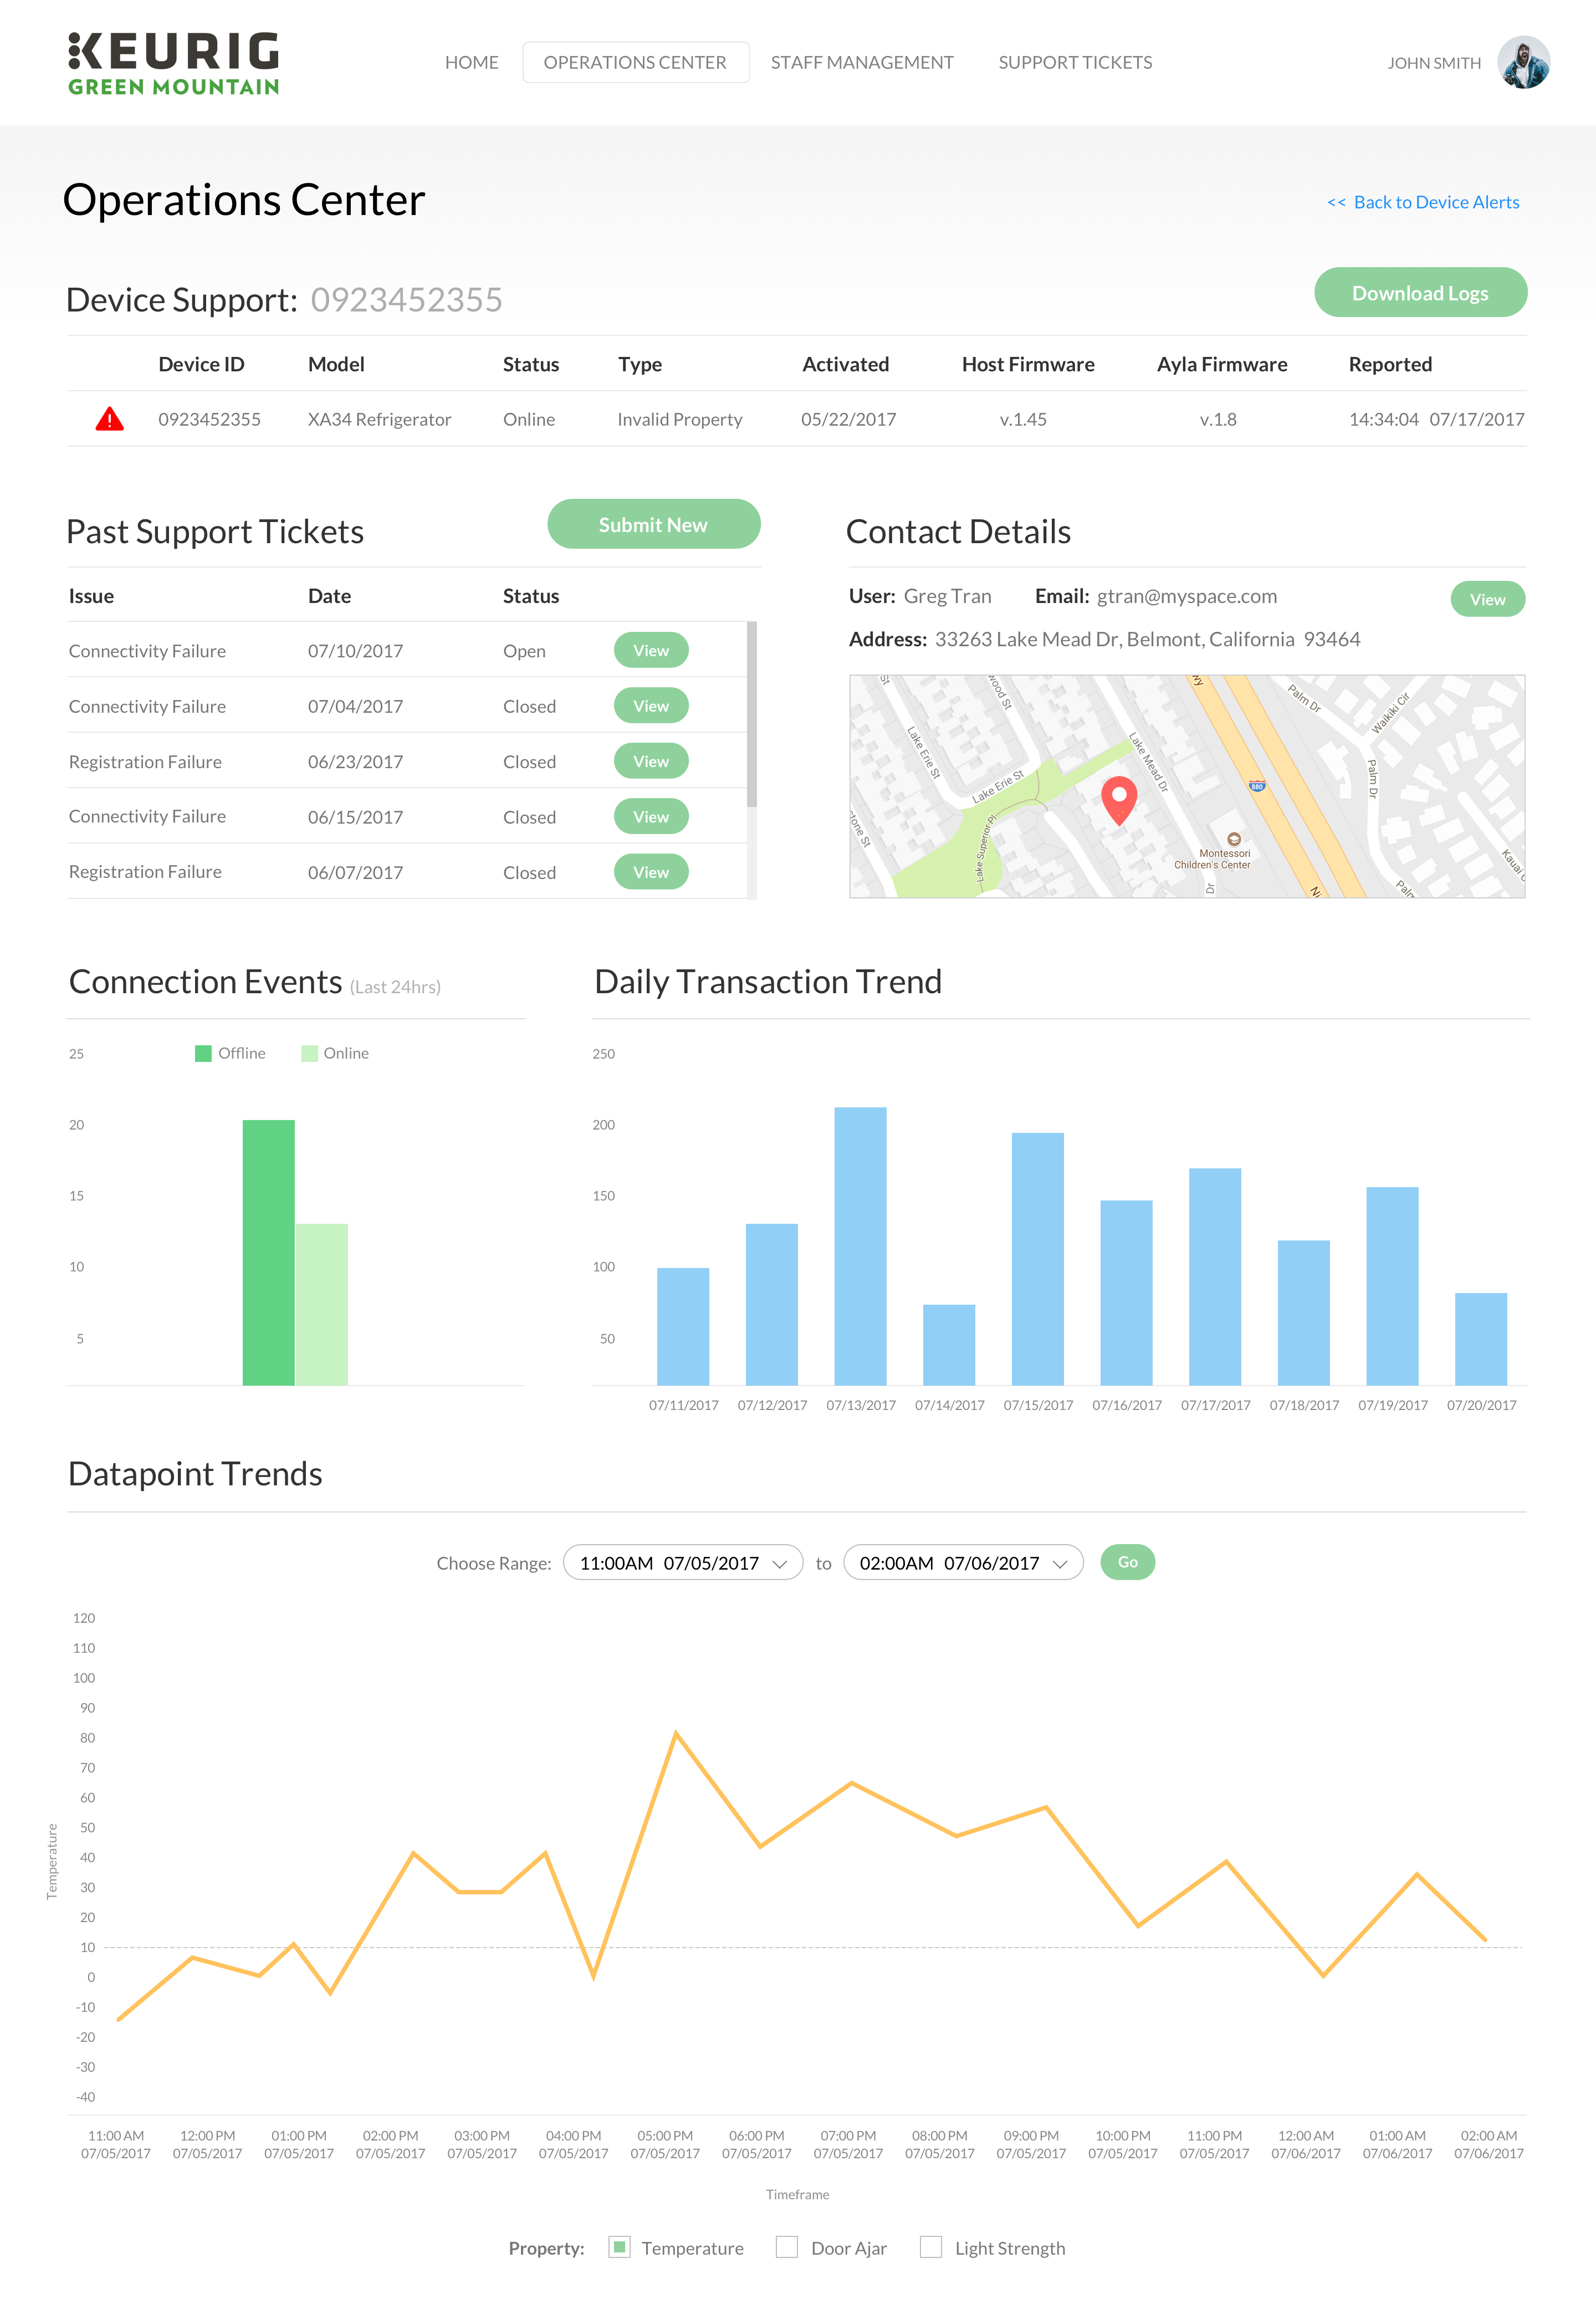 KEURIG
GREEN MOUNTAIN
HOME OPERATIONS CENTER STAFF MANAGEMENT SUPPORT TICKETS JOHN SMITH
Operations Center
<< Back to Device Alerts
Device Support: 0923452355
Download Logs
Device ID Model Status Type Activated Host Firmware Ayla Firmware Reported
0923452355 XA34 Refrigerator Online Invalid Property 05/22/2017 v.1.45 v.1.8 14:34:04 07/17/2017
Past Support Tickets
Submit New
Issue Date Status
Connectivity Failure 07/10/2017 Open View
Connectivity Failure 07/04/2017 Closed View
Registration Failure 06/23/2017 Closed View
Connectivity Failure 06/15/2017 Closed View
Registration Failure 06/07/2017 Closed View
Contact Details
User: Greg Tran Email: gtran@myspace.com
View
Address: 33263 Lake Mead Dr, Belmont, California 93464
St
wood St
wy
Palm Dr
Waikiki Cir
Lake Erie St
Lake Mead Dr
Lake Erie St
Palm Dr
880
tone St
Lake Superior Pl
Montessori
Children's Center
Kauai C
Dr
Ni
Palm
Connection Events (Last 24hrs)
Offline Online
25
20
15
10
5
Daily Transaction Trend
250
200
150
100
50
07/11/2017 07/12/2017 07/13/2017 07/14/2017 07/15/2017 07/16/2017 07/17/2017 07/18/2017 07/19/2017 07/20/2017
Datapoint Trends
Choose Range: 11:00AM 07/05/2017 to 02:00AM 07/06/2017 Go
120
110
100
90
80
70
60
50
40
30
20
10
0
-10
-20
-30
-40
Temperature
11:00 AM 12:00 PM 01:00 PM 02:00 PM 03:00 PM 04:00 PM 05:00 PM 06:00 PM 07:00 PM 08:00 PM 09:00 PM 10:00 PM 11:00 PM 12:00 AM 01:00 AM 02:00 AM
07/05/2017 07/05/2017 07/05/2017 07/05/2017 07/05/2017 07/05/2017 07/05/2017 07/05/2017 07/05/2017 07/05/2017 07/05/2017 07/05/2017 07/05/2017 07/06/2017 07/06/2017 07/06/2017
Timeframe
Property: Temperature Door Ajar Light Strength